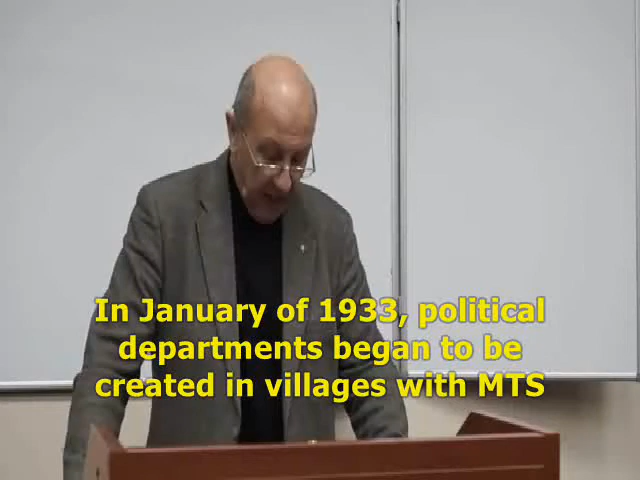 In January of 1933, political
departments began to be
created in villages with MTS